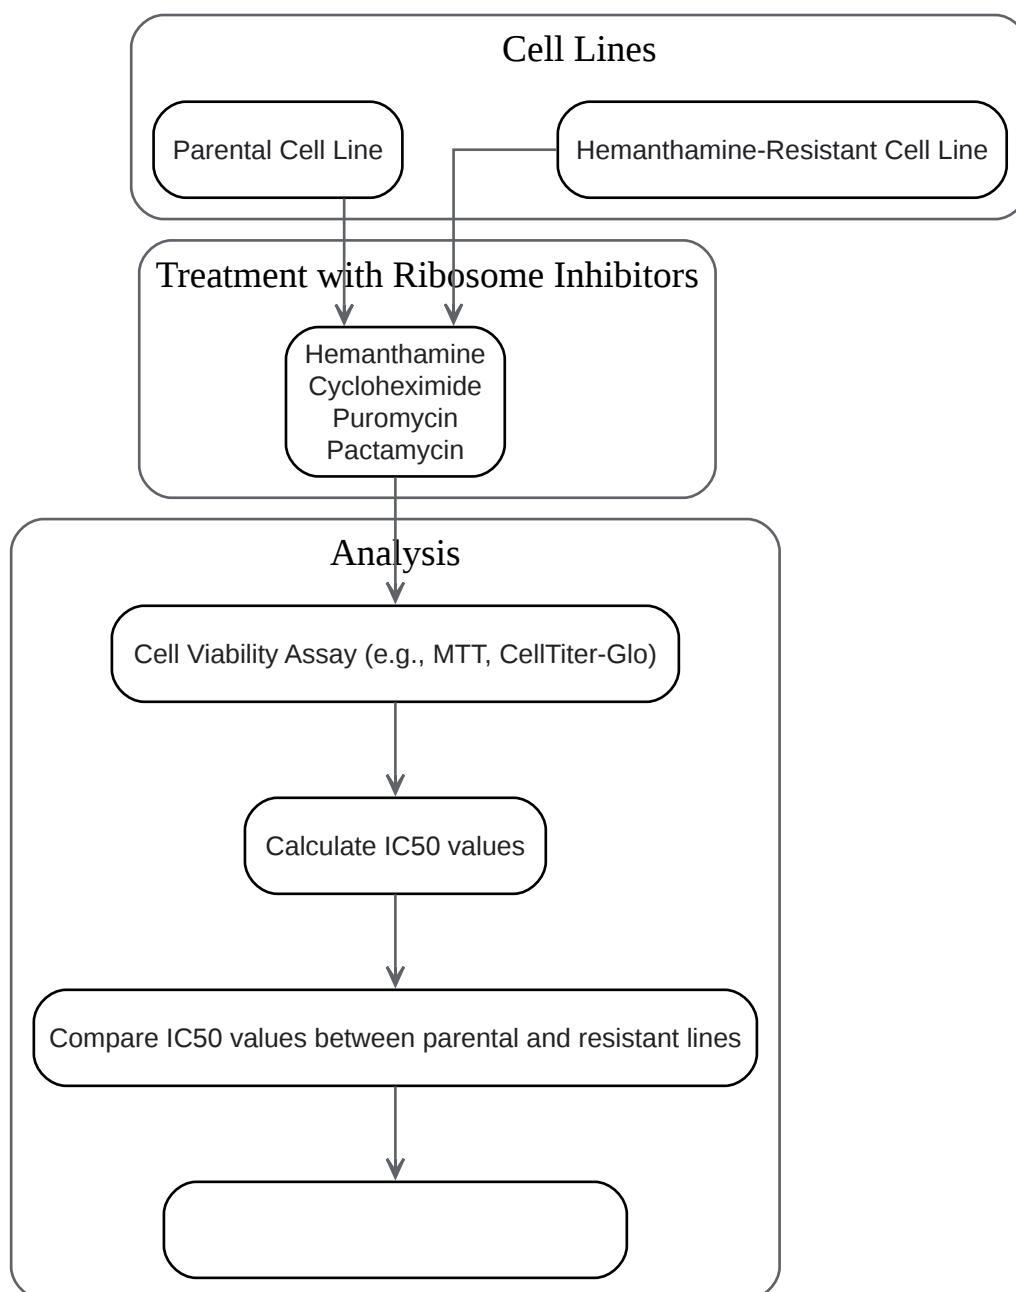 Cell Lines
Parental Cell Line
Hemanthamine-Resistant Cell Line
Treatment with Ribosome Inhibitors
Hemanthamine
Cycloheximide
Puromycin
Pactamycin
Analysis
Cell Viability Assay (e.g., MTT, CellTiter-Glo)
Calculate IC50 values
Compare IC50 values between parental and resistant lines